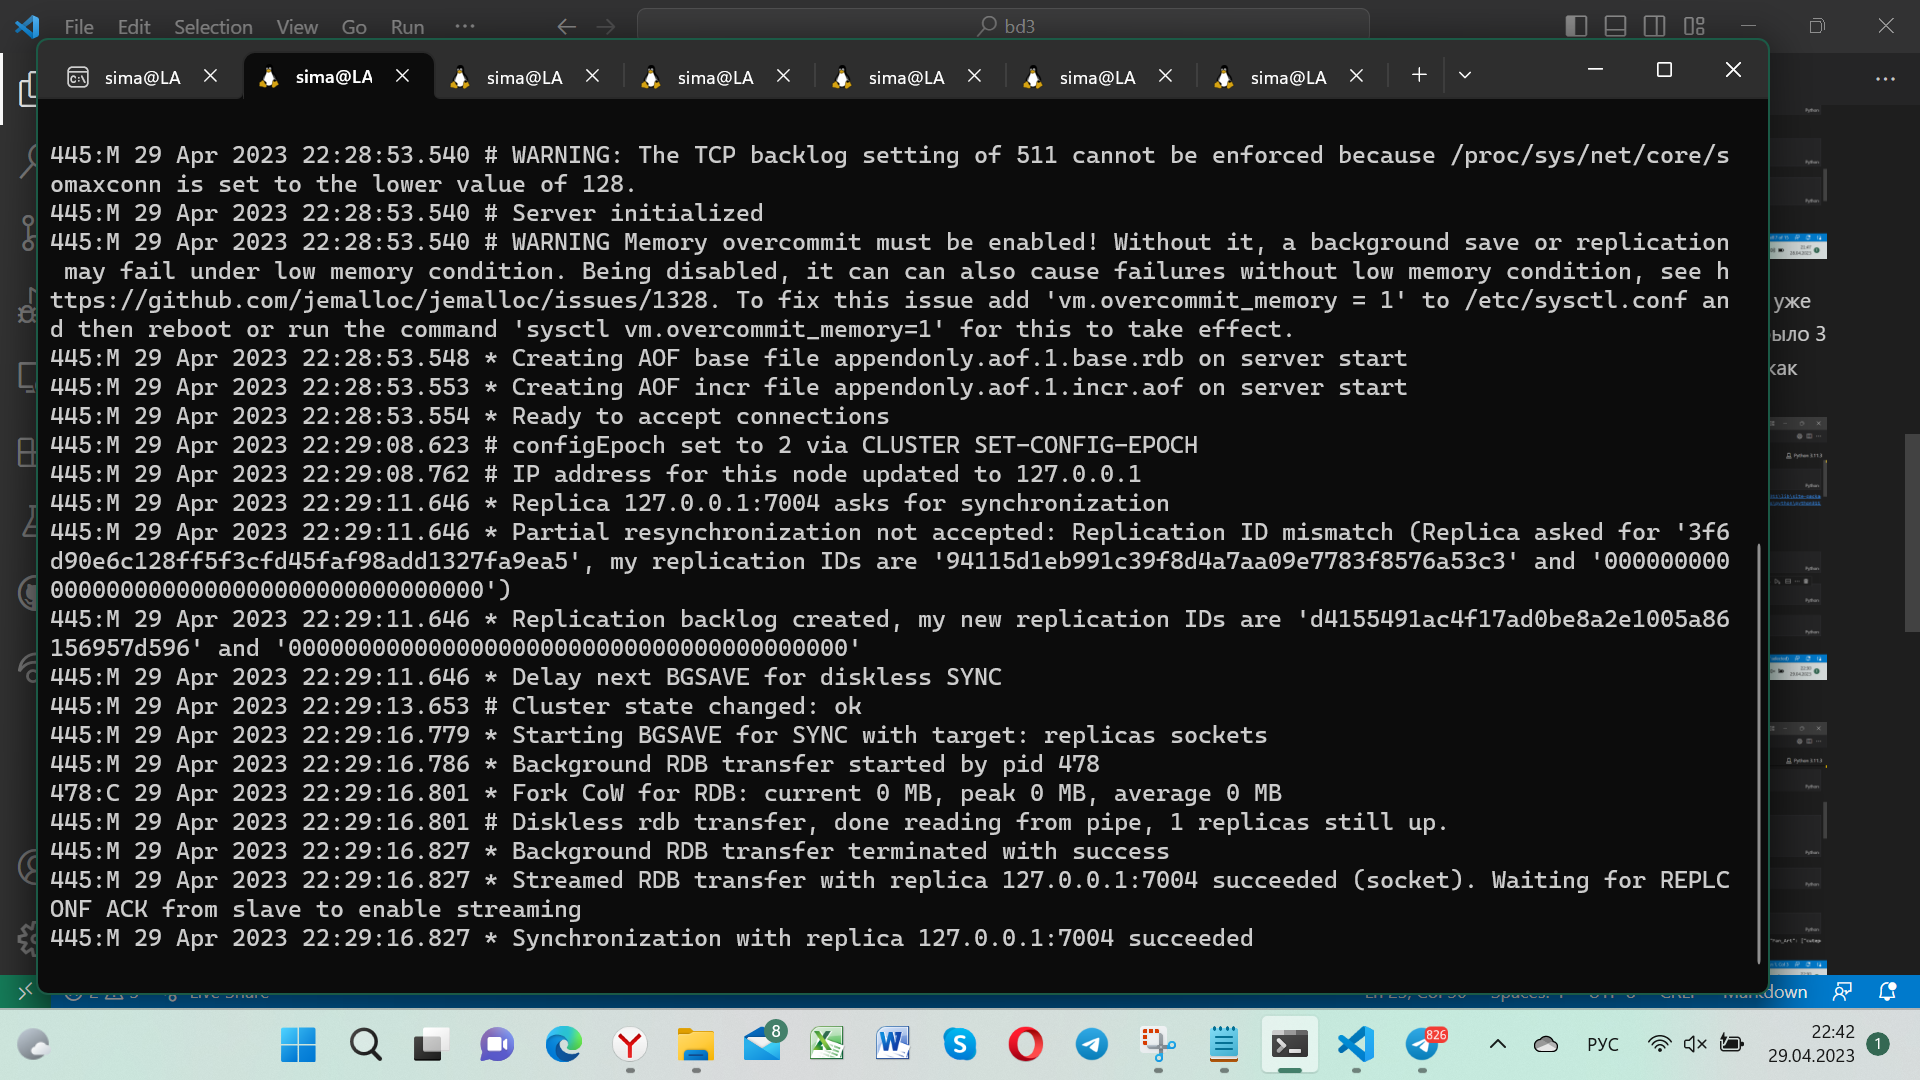 File Edit Selection View Go Run ··· bd3
sima@LA sima@LA sima@LA sima@LA sima@LA sima@LA sima@LA
445:M 29 Apr 2023 22:28:53.540 # WARNING: The TCP backlog setting of 511 cannot be enforced because /proc/sys/net/core/s
omaxconn is set to the lower value of 128.
445:M 29 Apr 2023 22:28:53.540 # Server initialized
445:M 29 Apr 2023 22:28:53.540 # WARNING Memory overcommit must be enabled! Without it, a background save or replication
may fail under low memory condition. Being disabled, it can can also cause failures without low memory condition, see h
ttps://github.com/jemalloc/jemalloc/issues/1328. To fix this issue add 'vm.overcommit_memory = 1' to /etc/sysctl.conf an
d then reboot or run the command 'sysctl vm.overcommit_memory=1' for this to take effect.
445:M 29 Apr 2023 22:28:53.548 * Creating AOF base file appendonly.aof.1.base.rdb on server start
445:M 29 Apr 2023 22:28:53.553 * Creating AOF incr file appendonly.aof.1.incr.aof on server start
445:M 29 Apr 2023 22:28:53.554 * Ready to accept connections
445:M 29 Apr 2023 22:29:08.623 # configEpoch set to 2 via CLUSTER SET-CONFIG-EPOCH
445:M 29 Apr 2023 22:29:08.762 # IP address for this node updated to 127.0.0.1
445:M 29 Apr 2023 22:29:11.646 * Replica 127.0.0.1:7004 asks for synchronization
445:M 29 Apr 2023 22:29:11.646 * Partial resynchronization not accepted: Replication ID mismatch (Replica asked for '3f6
d90e6c128ff5f3cfd45faf98add1327fa9ea5', my replication IDs are '94115d1eb991c39f8d4a7aa09e7783f8576a53c3' and '000000000
0000000000000000000000000000000')
445:M 29 Apr 2023 22:29:11.646 * Replication backlog created, my new replication IDs are 'd4155491ac4f17ad0be8a2e1005a86
156957d596' and '0000000000000000000000000000000000000000'
445:M 29 Apr 2023 22:29:11.646 * Delay next BGSAVE for diskless SYNC
445:M 29 Apr 2023 22:29:13.653 # Cluster state changed: ok
445:M 29 Apr 2023 22:29:16.779 * Starting BGSAVE for SYNC with target: replicas sockets
445:M 29 Apr 2023 22:29:16.786 * Background RDB transfer started by pid 478
478:C 29 Apr 2023 22:29:16.801 * Fork CoW for RDB: current 0 MB, peak 0 MB, average 0 MB
445:M 29 Apr 2023 22:29:16.801 # Diskless rdb transfer, done reading from pipe, 1 replicas still up.
445:M 29 Apr 2023 22:29:16.827 * Background RDB transfer terminated with success
445:M 29 Apr 2023 22:29:16.827 * Streamed RDB transfer with replica 127.0.0.1:7004 succeeded (socket). Waiting for REPLC
ONF ACK from slave to enable streaming
445:M 29 Apr 2023 22:29:16.827 * Synchronization with replica 127.0.0.1:7004 succeeded
уже
ыло 3
как
8 826 РУС 22:42
29.04.2023 1